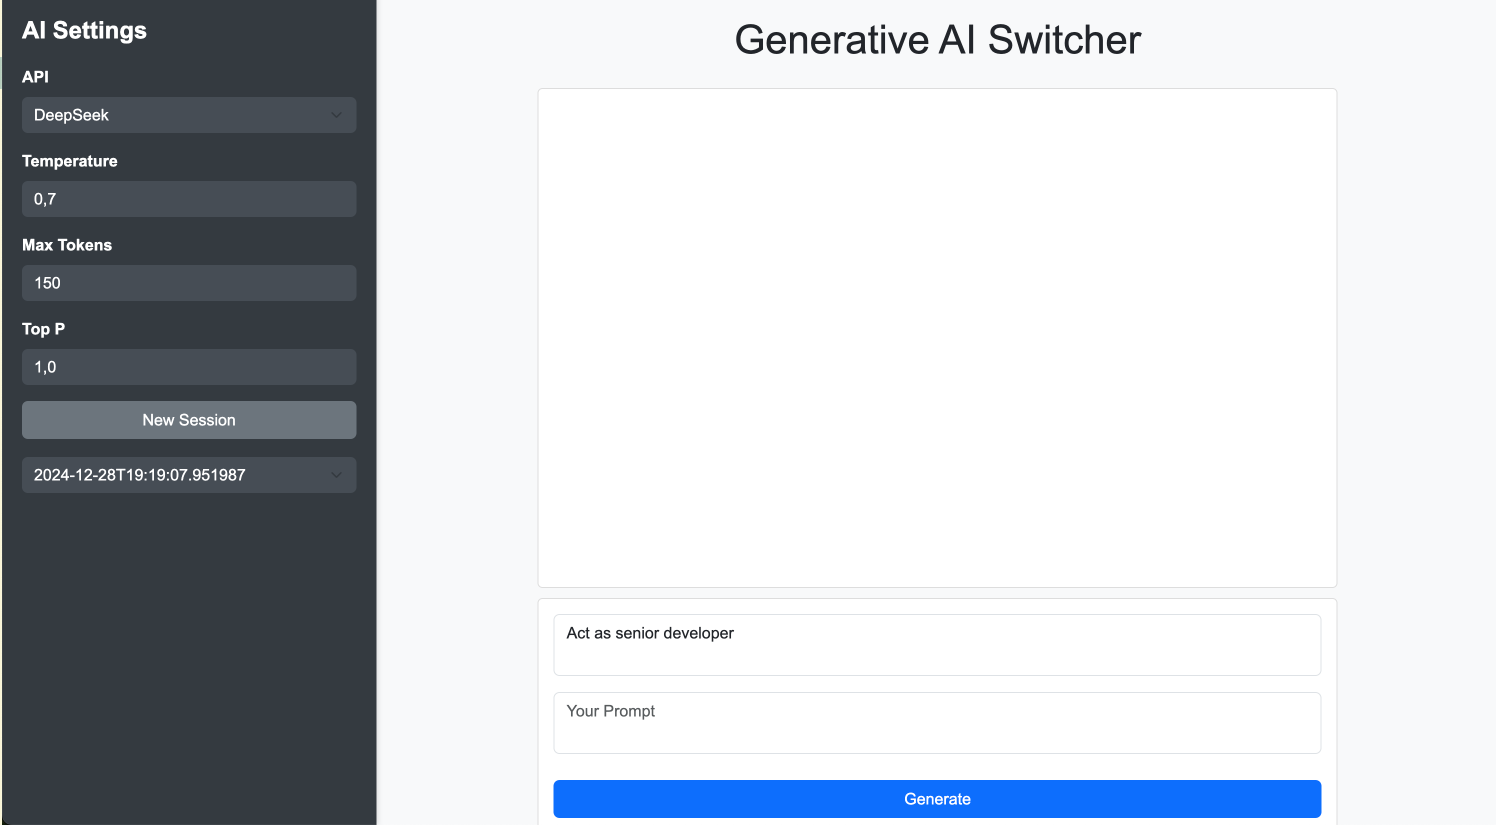 AI Settings
API
DeepSeek
Temperature
0,7
Max Tokens
150
Top P
1,0
New Session
2024-12-28T19:19:07.951987
Generative AI Switcher
Act as senior developer
Your Prompt
Generate